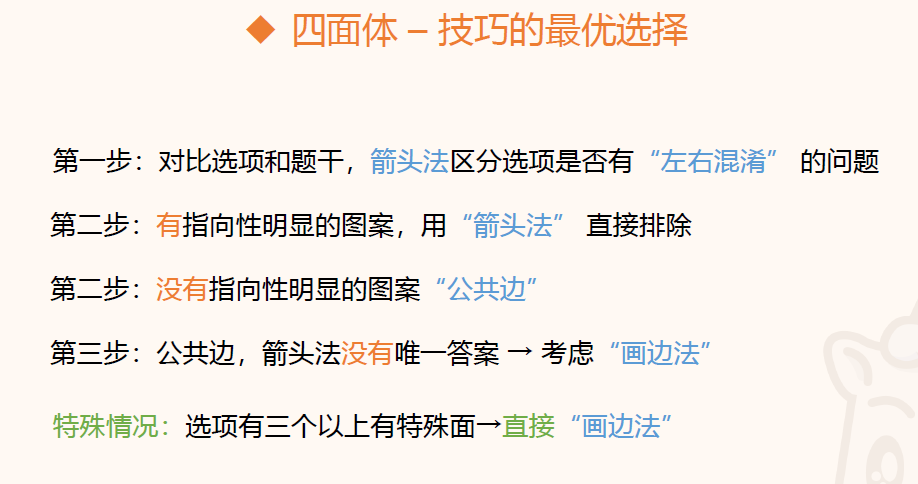 ◆ 四面体 – 技巧的最优选择
第一步：对比选项和题干，箭头法区分选项是否有“左右混淆” 的问题
第二步：有指向性明显的图案，用“箭头法” 直接排除
第二步：没有指向性明显的图案“公共边”
第三步：公共边，箭头法没有唯一答案 → 考虑“画边法”
特殊情况：选项有三个以上有特殊面→直接“画边法”